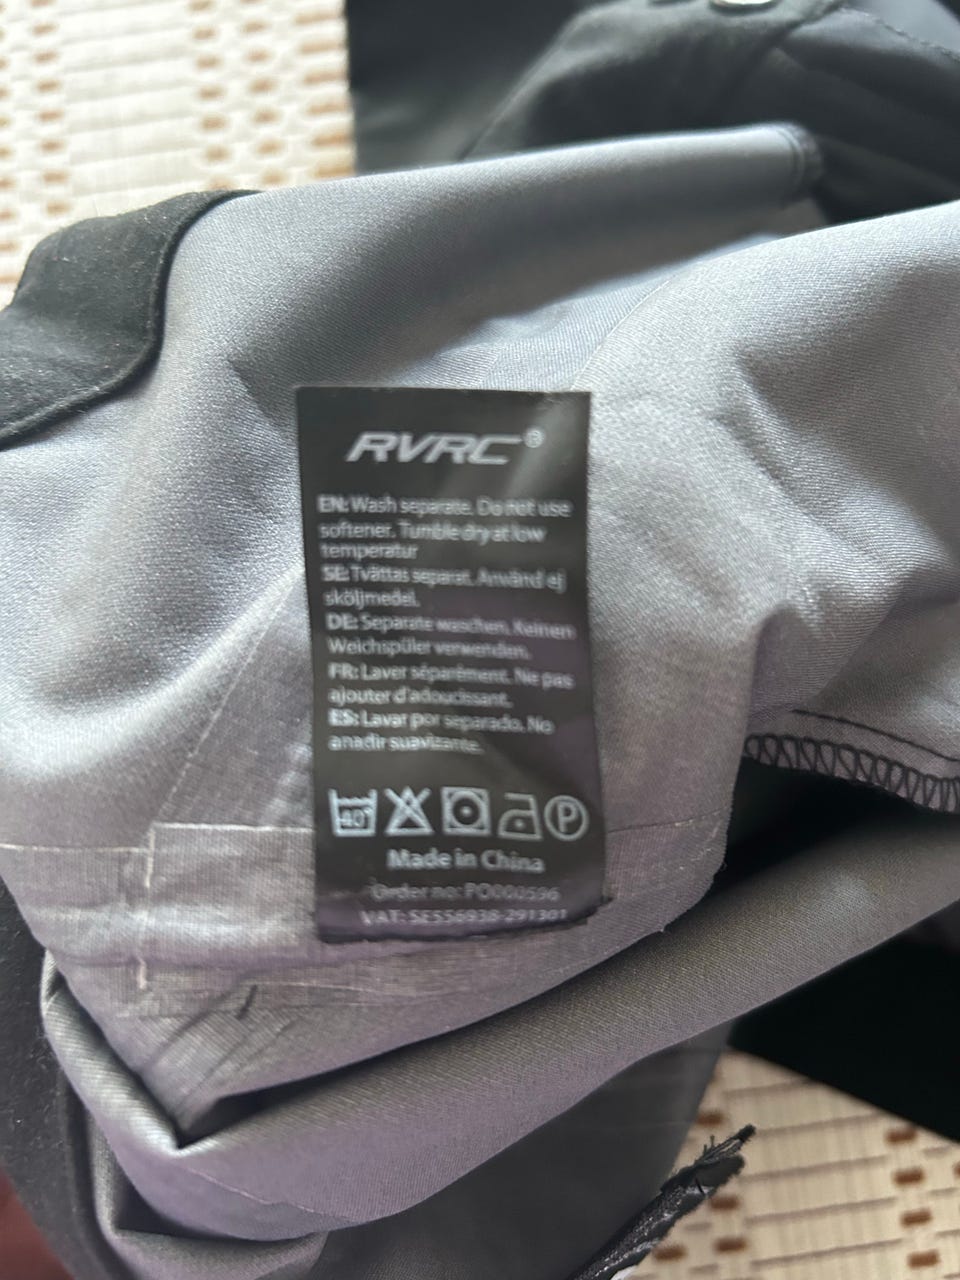 RVRC®
EN: Wash separate. Do not use
softener. Tumble dry at low
temperatur
SE: Tvättas separat. Använd ej
sköljmedel.
DE: Separate waschen. Keinen
Weichspüler verwenden.
FR: Laver séparément. Ne pas
ajouter d'adoucissant.
ES: Lavar por separado. No
anadir suavizante.
40° P
Made in China
Order no: PO000596
VAT: SE556938-291301